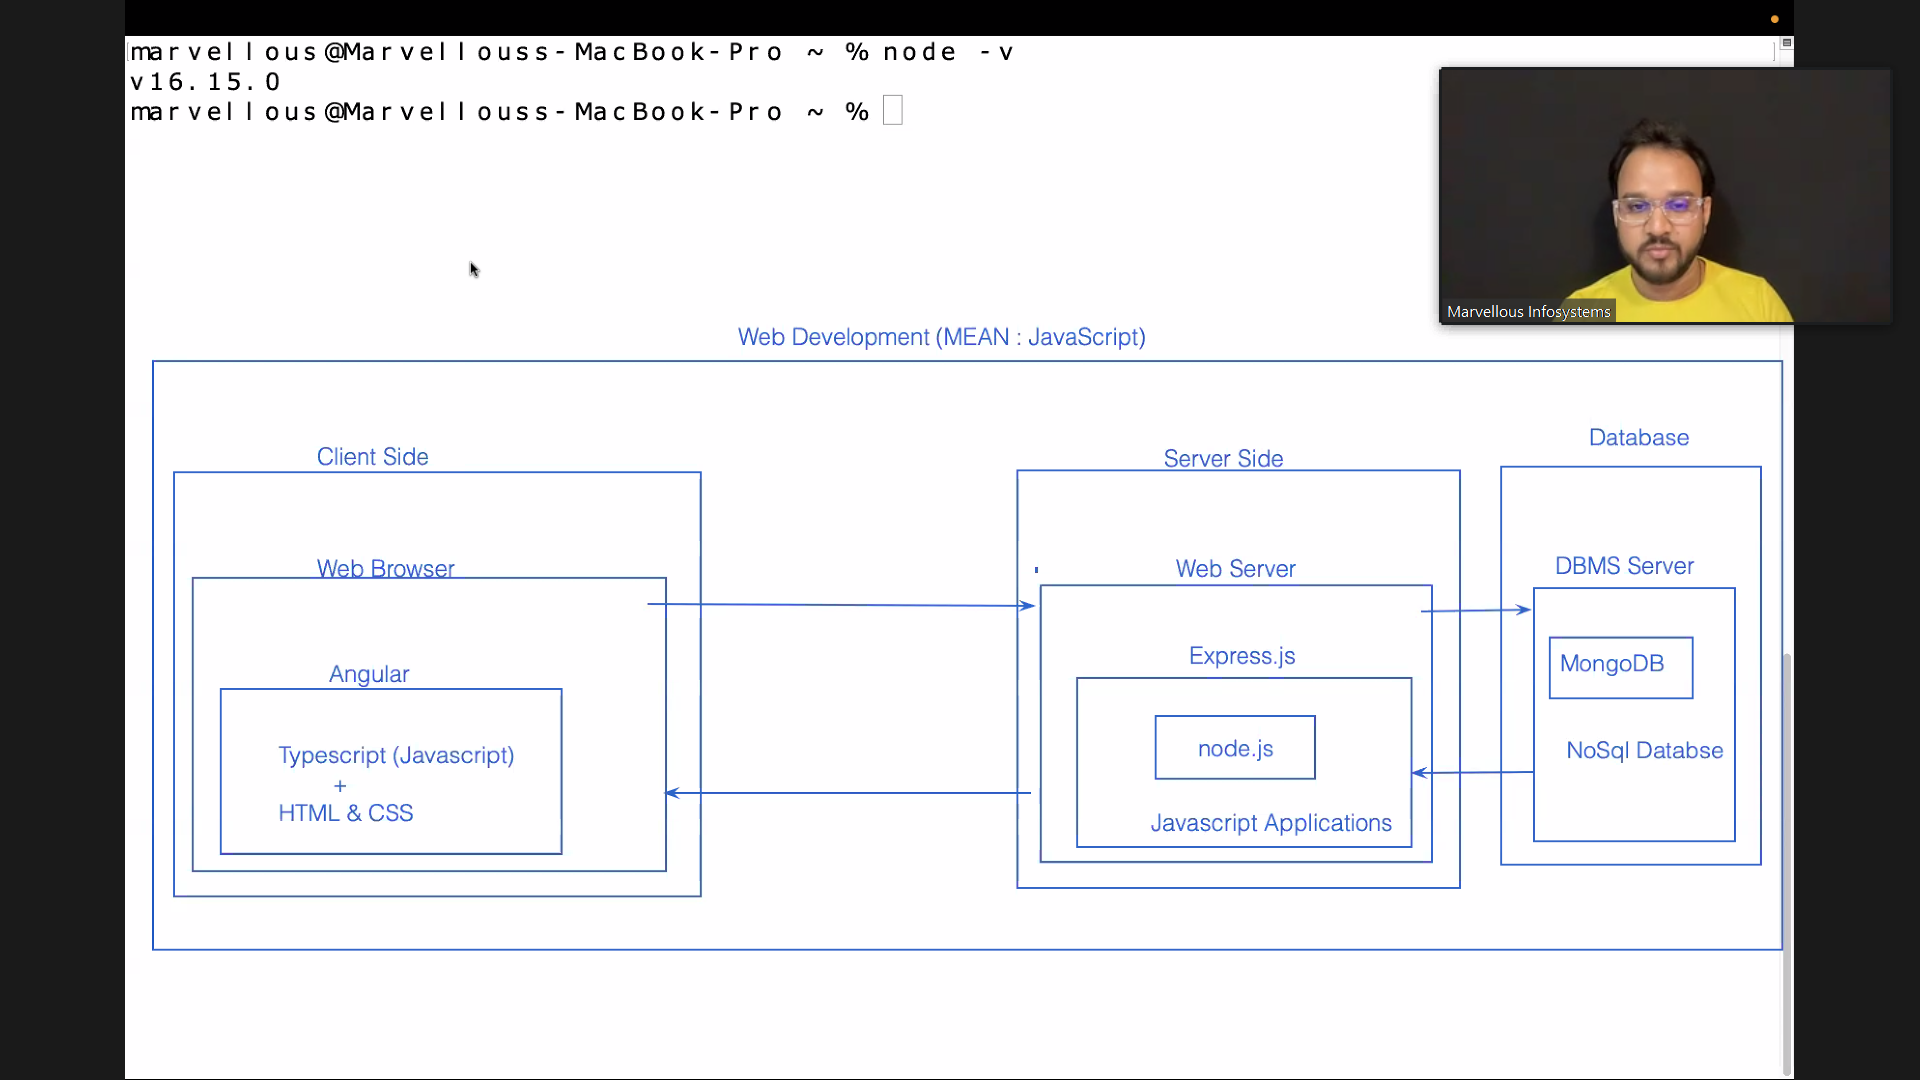 marvellous@Marvellouss-MacBook-Pro ~ % node -v
v16.15.0
marvellous@Marvellouss-MacBook-Pro ~ %
Marvellous Infosystems
Web Development (MEAN : JavaScript)
Client Side
Server Side
Database
Web Browser
Web Server
DBMS Server
Angular
Express.js
MongoDB
Typescript (Javascript)
+
HTML & CSS
node.js
Javascript Applications
NoSql Databse